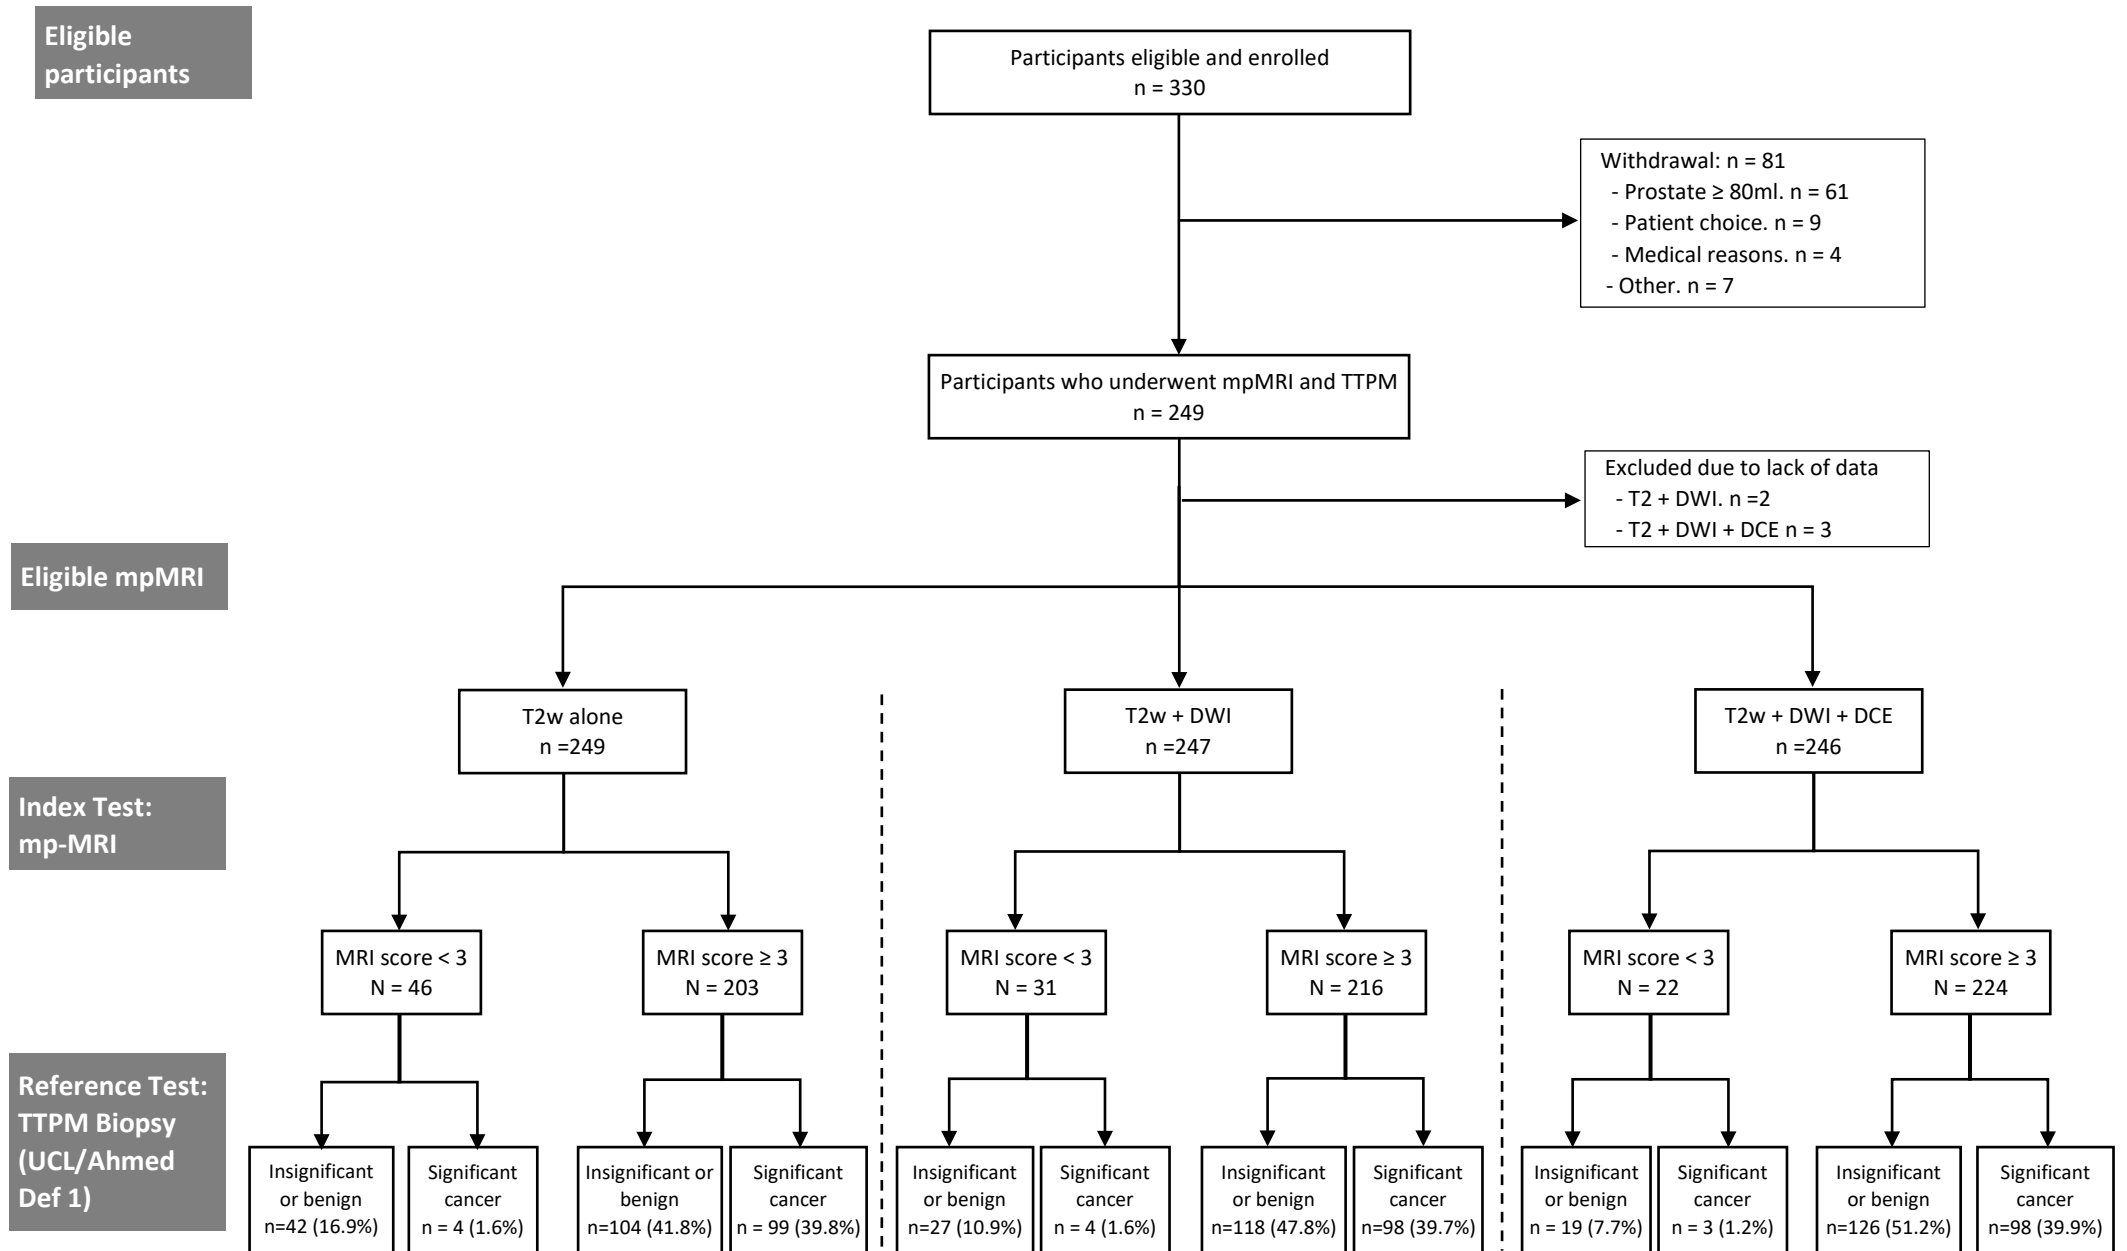 Eligible
participants
Participants eligible and enrolled
n = 330
Withdrawal: n = 81
- Prostate ≥ 80ml. n = 61
- Patient choice. n = 9
- Medical reasons. n = 4
- Other. n = 7
Participants who underwent mpMRI and TTPM
n = 249
Excluded due to lack of data
- T2 + DWI. n =2
- T2 + DWI + DCE n = 3
Eligible mpMRI
T2w alone
n =249
T2w + DWI
n =247
T2w + DWI + DCE
n =246
Index Test:
mp-MRI
MRI score < 3
N = 46
MRI score ≥ 3
N = 203
MRI score < 3
N = 31
MRI score ≥ 3
N = 216
MRI score < 3
N = 22
MRI score ≥ 3
N = 224
Reference Test:
TTPM Biopsy
(UCL/Ahmed
Def 1)
Insignificant
or benign
n=42 (16.9%)
Significant
cancer
n = 4 (1.6%)
Insignificant or
benign
n=104 (41.8%)
Significant
cancer
n = 99 (39.8%)
Insignificant
or benign
n=27 (10.9%)
Significant
cancer
n = 4 (1.6%)
Insignificant
or benign
n=118 (47.8%)
Significant
cancer
n=98 (39.7%)
Insignificant
or benign
n = 19 (7.7%)
Significant
cancer
n = 3 (1.2%)
Insignificant
or benign
n=126 (51.2%)
Significant
cancer
n=98 (39.9%)